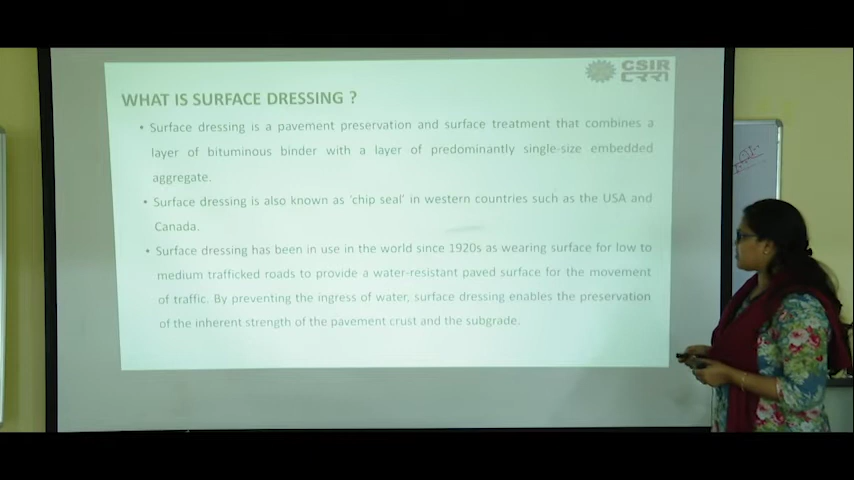 CSIR
WHAT IS SURFACE DRESSING ?
• Surface dressing is a pavement preservation and surface treatment that combines a
layer of bituminous binder with a layer of predominantly single-size embedded
aggregate.
• Surface dressing is also known as 'chip seal' in western countries such as the USA and
Canada.
• Surface dressing has been in use in the world since 1920s as wearing surface for low to
medium trafficked roads to provide a water-resistant paved surface for the movement
of traffic. By preventing the ingress of water, surface dressing enables the preservation
of the inherent strength of the pavement crust and the subgrade.